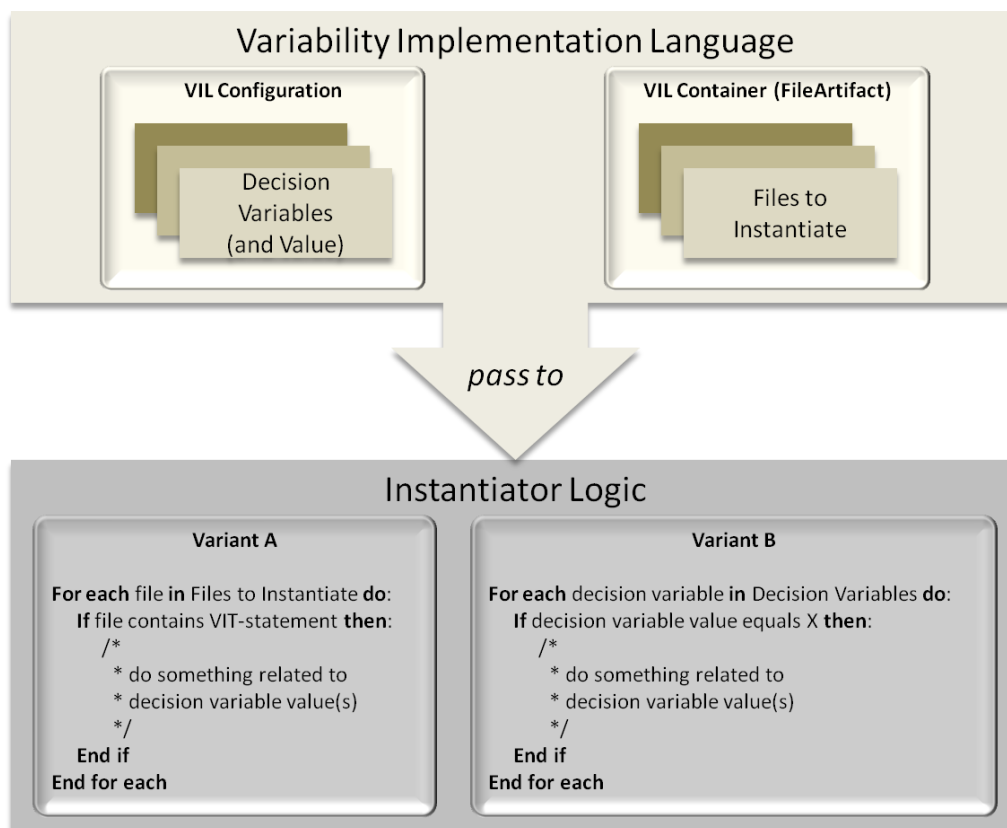 Variability Implementation Language
VIL Configuration
Decision
Variables
(and Value)
VIL Container (FileArtifact)
Files to
Instantiate
pass to
Instantiator Logic
Variant A
For each file in Files to Instantiate do:
If file contains VIT-statement then:
/*
* do something related to
* decision variable value(s)
*/
End if
End for each
Variant B
For each decision variable in Decision Variables do:
If decision variable value equals X then:
/*
* do something related to
* decision variable value(s)
*/
End if
End for each